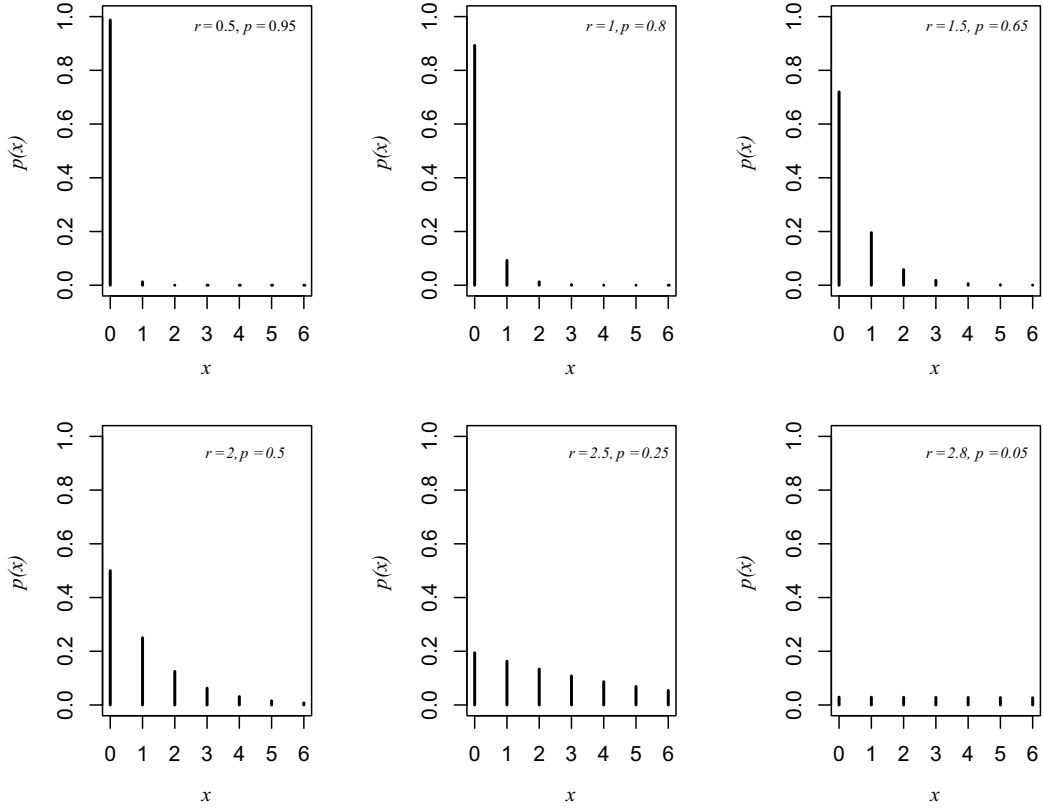 r = 0.5, p = 0.95
p(x)
1.0
0.8
0.6
0.4
0.2
0.0
0 1 2 3 4 5 6
x
r = 1, p = 0.8
p(x)
1.0
0.8
0.6
0.4
0.2
0.0
0 1 2 3 4 5 6
x
r = 1.5, p = 0.65
p(x)
1.0
0.8
0.6
0.4
0.2
0.0
0 1 2 3 4 5 6
x
r = 2, p = 0.5
p(x)
1.0
0.8
0.6
0.4
0.2
0.0
0 1 2 3 4 5 6
x
r = 2.5, p = 0.25
p(x)
1.0
0.8
0.6
0.4
0.2
0.0
0 1 2 3 4 5 6
x
r = 2.8, p = 0.05
p(x)
1.0
0.8
0.6
0.4
0.2
0.0
0 1 2 3 4 5 6
x